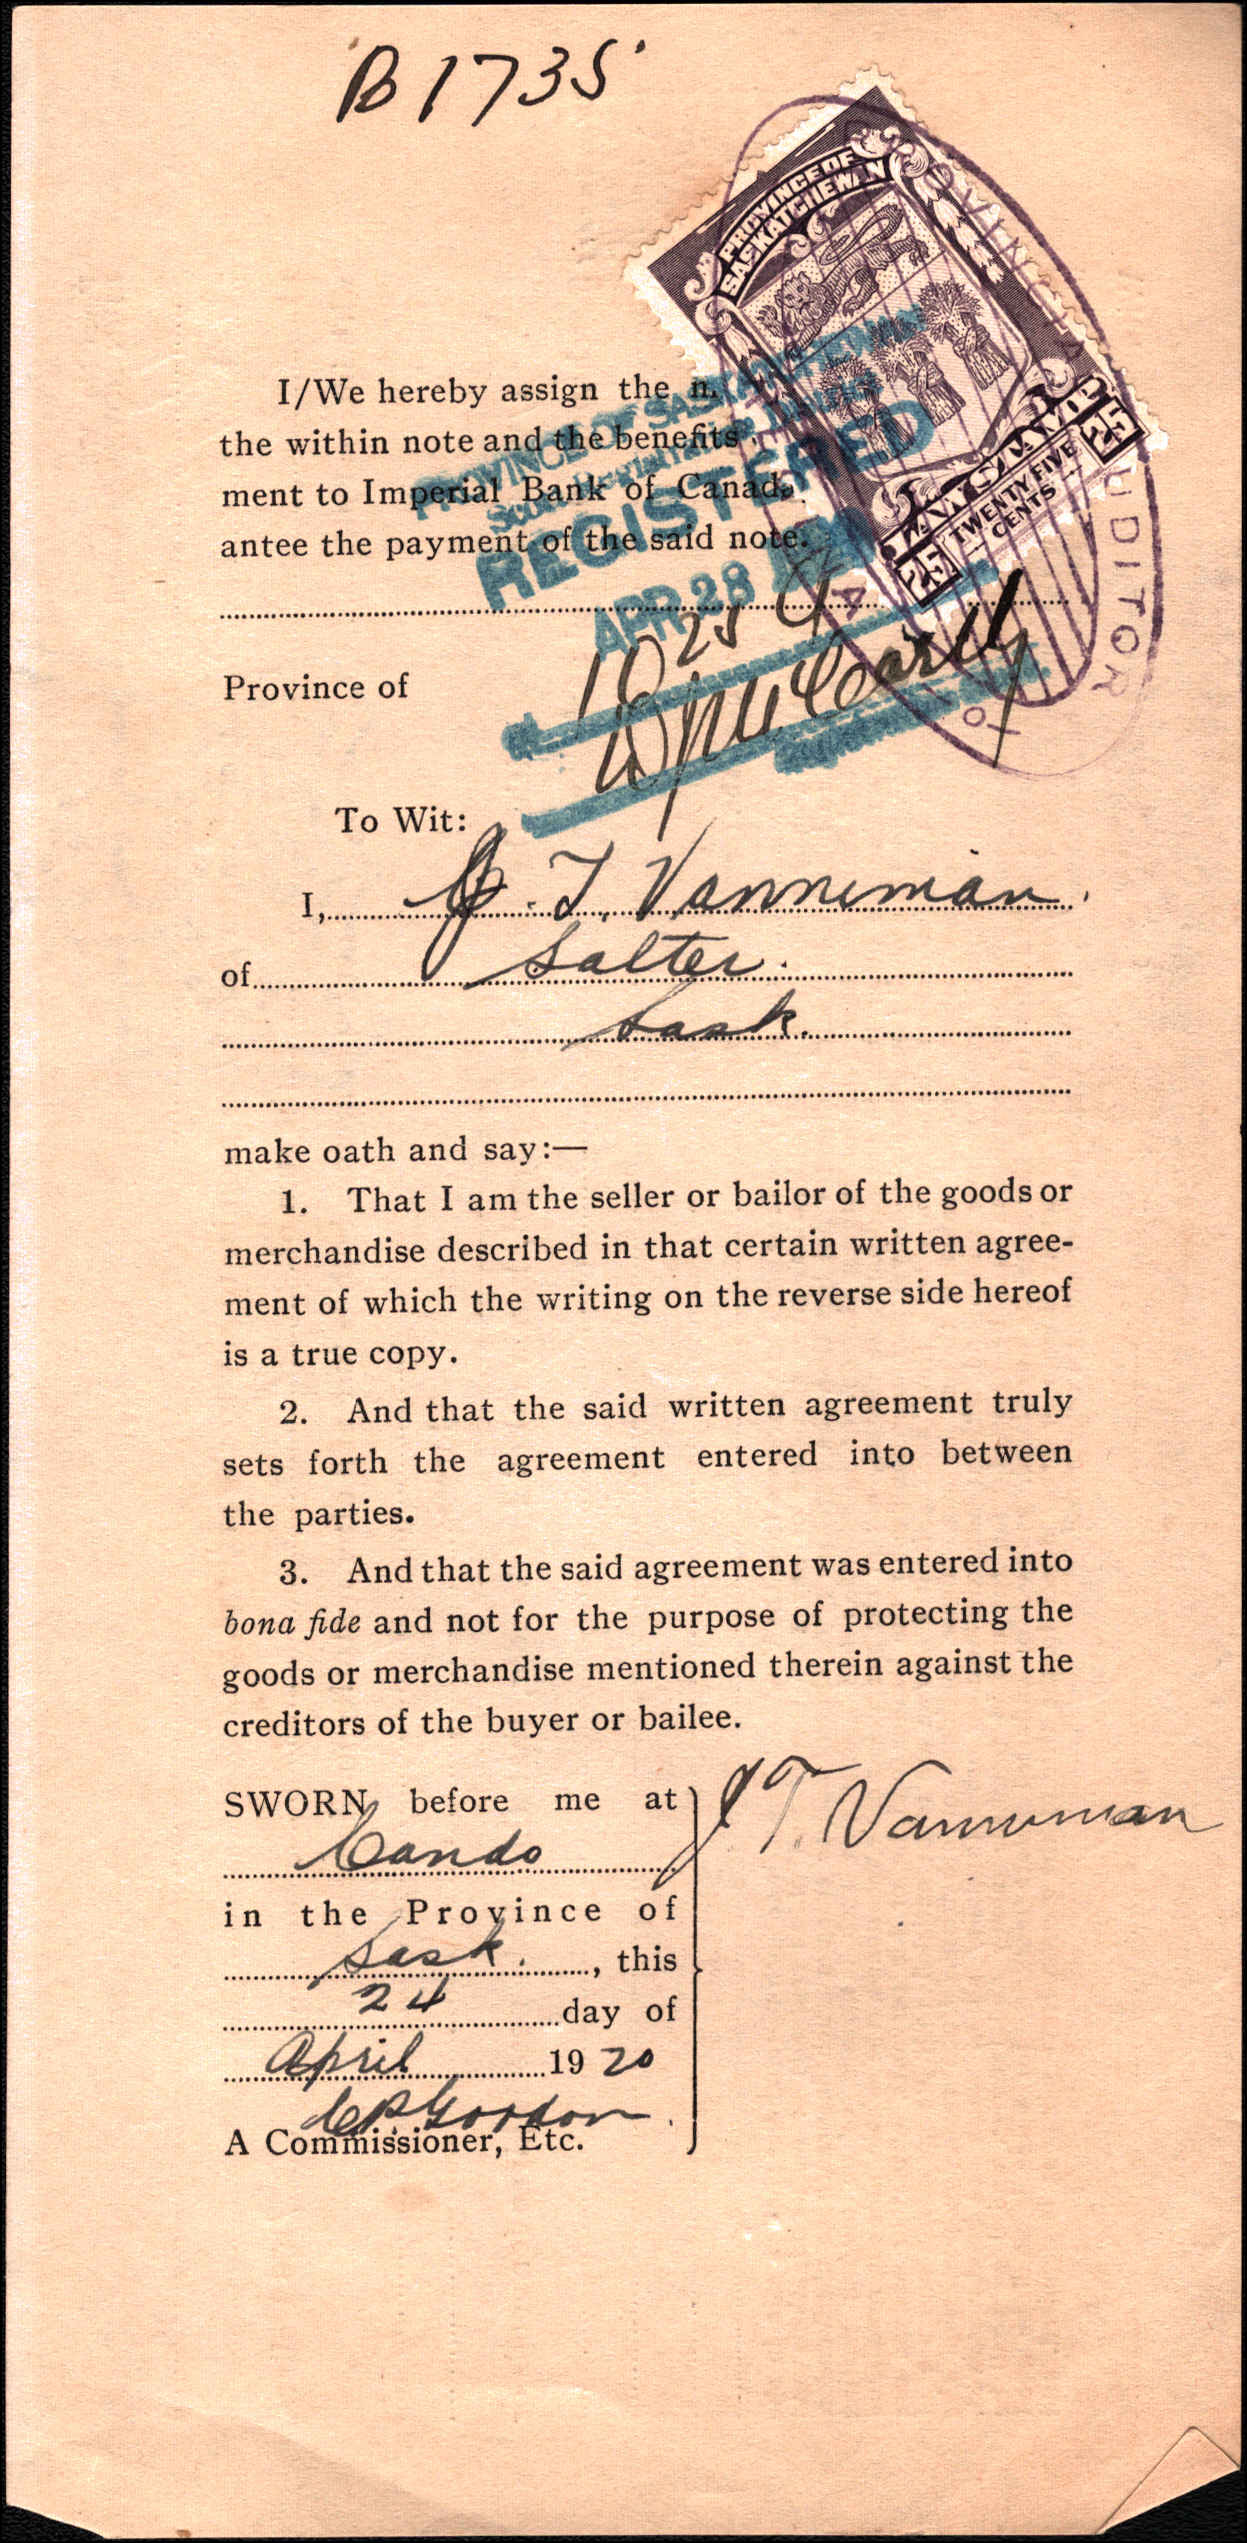 B 1735
PROVINCE OF
SASKATCHEWAN
25 25
TWENTY FIVE
CENTS
PROVINCE OF SASKATCHEWAN
REGISTERED
APR 28
I/We hereby assign the
the within note and the benefits
ment to Imperial Bank of Canada
antee the payment of the said note.
Province of
To Wit:
I, J. T. Vanneman
of Salter
Sask.
make oath and say:—
1. That I am the seller or bailor of the goods or
merchandise described in that certain written agree-
ment of which the writing on the reverse side hereof
is a true copy.
2. And that the said written agreement truly
sets forth the agreement entered into between
the parties.
3. And that the said agreement was entered into
bona fide and not for the purpose of protecting the
goods or merchandise mentioned therein against the
creditors of the buyer or bailee.
SWORN before me at
J. T. Vanneman
Cando
in the Province of
Sask., this
24 day of
April 1920
C P Gordon
A Commissioner, Etc.